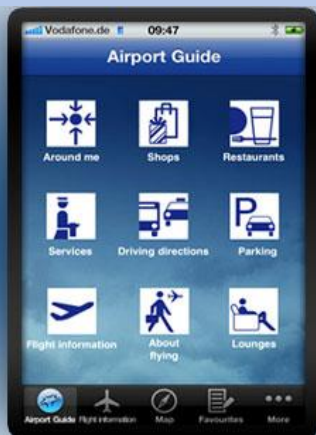 Vodafone.de 09:47
Airport Guide
Around me Shops Restaurants
Services Driving directions Parking
P
Flight information About flying Lounges
Airport Guide Flight information Map Favourites More